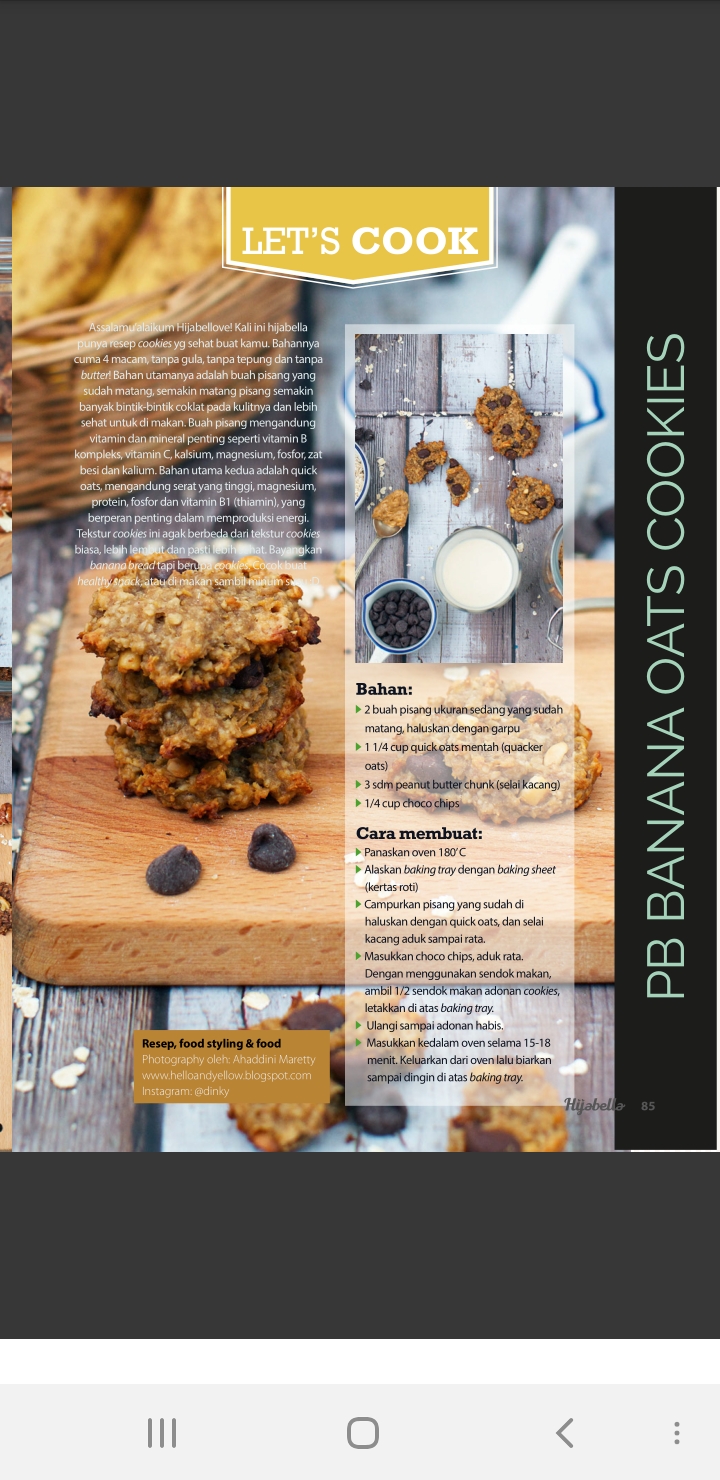 LET'S COOK
Assalamu'alaikum Hijabellove! Kali ini hijabella
punya resep cookies yg sehat buat kamu. Bahannya
cuma 4 macam, tanpa gula, tanpa tepung dan tanpa
butter! Bahan utamanya adalah buah pisang yang
sudah matang, semakin matang pisang semakin
banyak bintik-bintik coklat pada kulitnya dan lebih
sehat untuk di makan. Buah pisang mengandung
vitamin dan mineral penting seperti vitamin B
kompleks, vitamin C, kalsium, magnesium, fosfor, zat
besi dan kalium. Bahan utama kedua adalah quick
oats, mengandung serat yang tinggi, magnesium,
protein, fosfor dan vitamin B1 (thiamin), yang
berperan penting dalam memproduksi energi.
Tekstur cookies ini agak berbeda dari tekstur cookies
biasa, lebih lembut dan pasti lebih sehat. Bayangkan
banana bread tapi berupa cookies. Cocok buat
healthy snack, atau di makan sambil minum susu :D
Bahan:
2 buah pisang ukuran sedang yang sudah
matang, haluskan dengan garpu
1 1/4 cup quick oats mentah (quacker
oats)
3 sdm peanut butter chunk (selai kacang)
1/4 cup choco chips
Cara membuat:
Panaskan oven 180'C
Alaskan baking tray dengan baking sheet
(kertas roti)
Campurkan pisang yang sudah di
haluskan dengan quick oats, dan selai
kacang aduk sampai rata.
Masukkan choco chips, aduk rata.
Dengan menggunakan sendok makan,
ambil 1/2 sendok makan adonan cookies,
letakkan di atas baking tray.
Ulangi sampai adonan habis.
Masukkan kedalam oven selama 15-18
menit. Keluarkan dari oven lalu biarkan
sampai dingin di atas baking tray.
Resep, food styling & food
Photography oleh: Ahaddini Maretty
www.helloandyellow.blogspot.com
Instagram: @dinky
PB BANANA OATS COOKIES
Hijabella 85